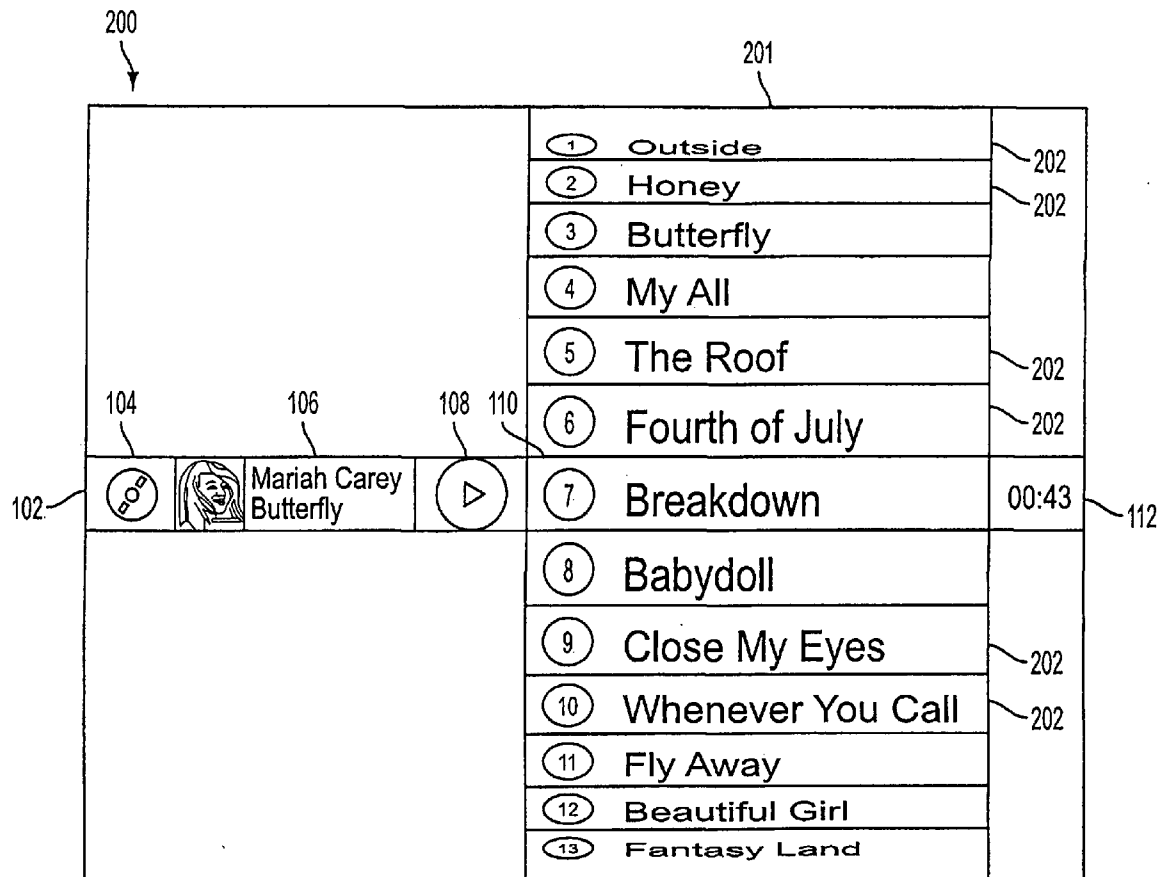 200
201
1 Outside
202
2 Honey
202
3 Butterfly
4 My All
5 The Roof
202
6 Fourth of July
202
104 106 108 110
102
Mariah Carey
Butterfly
7 Breakdown
00:43
112
8 Babydoll
9 Close My Eyes
202
10 Whenever You Call
202
11 Fly Away
12 Beautiful Girl
13 Fantasy Land